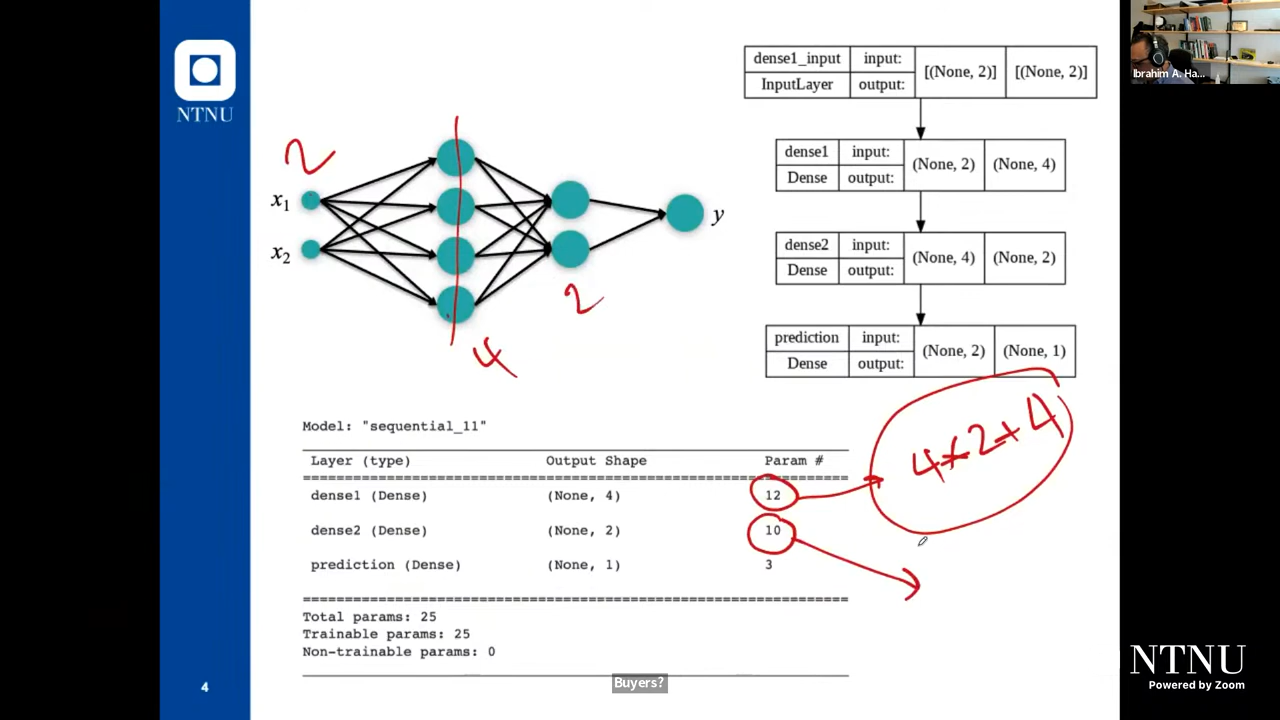 NTNU
2
x1
x2
4
2
y
dense1_input input: [(None, 2)] [(None, 2)]
InputLayer output:
dense1 input: (None, 2) (None, 4)
Dense output:
dense2 input: (None, 4) (None, 2)
Dense output:
prediction input: (None, 2) (None, 1)
Dense output:
Model: "sequential_11"
Layer (type) Output Shape Param #
dense1 (Dense) (None, 4) 12
dense2 (Dense) (None, 2) 10
prediction (Dense) (None, 1) 3
Total params: 25
Trainable params: 25
Non-trainable params: 0
4*2+4
4
Buyers?
Ibrahim A. Ha...
NTNU
Powered by Zoom